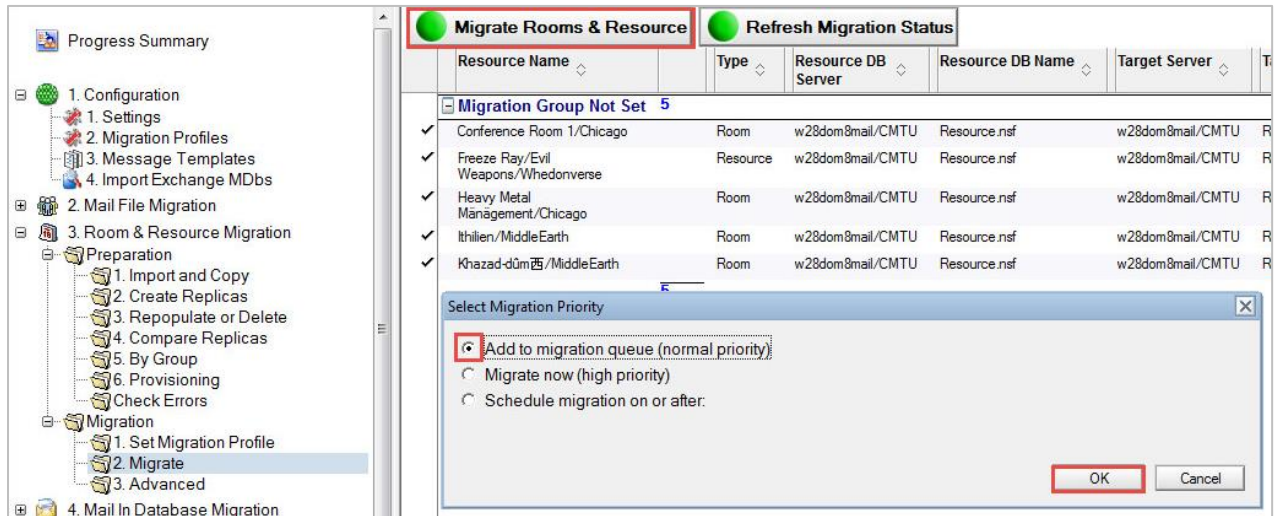 Progress Summary
1. Configuration
1. Settings
2. Migration Profiles
3. Message Templates
4. Import Exchange MDbs
2. Mail File Migration
3. Room & Resource Migration
Preparation
1. Import and Copy
2. Create Replicas
3. Repopulate or Delete
4. Compare Replicas
5. By Group
6. Provisioning
Check Errors
Migration
1. Set Migration Profile
2. Migrate
3. Advanced
4. Mail In Database Migration
Migrate Rooms & Resource Refresh Migration Status
Resource Name Type Resource DB Server Resource DB Name Target Server
Migration Group Not Set 5
Conference Room 1/Chicago Room w28dom8mail/CMTU Resource.nsf w28dom8mail/CMTU R
Freeze Ray/Evil Resource w28dom8mail/CMTU Resource.nsf w28dom8mail/CMTU R
Weapons/Whedonverse
Heavy Metal Room w28dom8mail/CMTU Resource.nsf w28dom8mail/CMTU R
Mänägement/Chicago
Ithilien/MiddleEarth Room w28dom8mail/CMTU Resource.nsf w28dom8mail/CMTU R
Khazad-dûm西/MiddleEarth Room w28dom8mail/CMTU Resource.nsf w28dom8mail/CMTU R
5
Select Migration Priority
Add to migration queue (normal priority)
Migrate now (high priority)
Schedule migration on or after:
OK Cancel